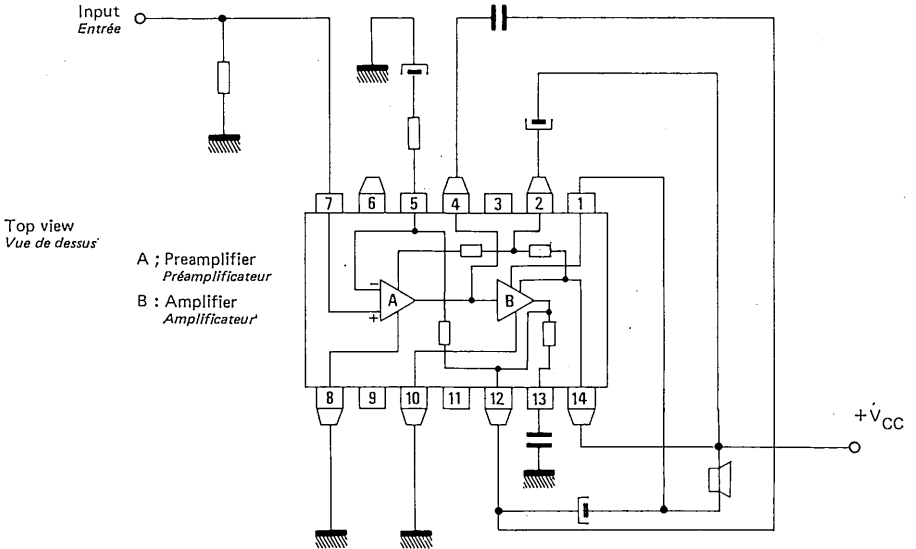 Input
Entrée
7 6 5 4 3 2 1
Top view
Vue de dessus
A ; Preamplifier
Préamplificateur
B : Amplifier
Amplificateur
− A B
+
8 9 10 11 12 13 14
+VCC